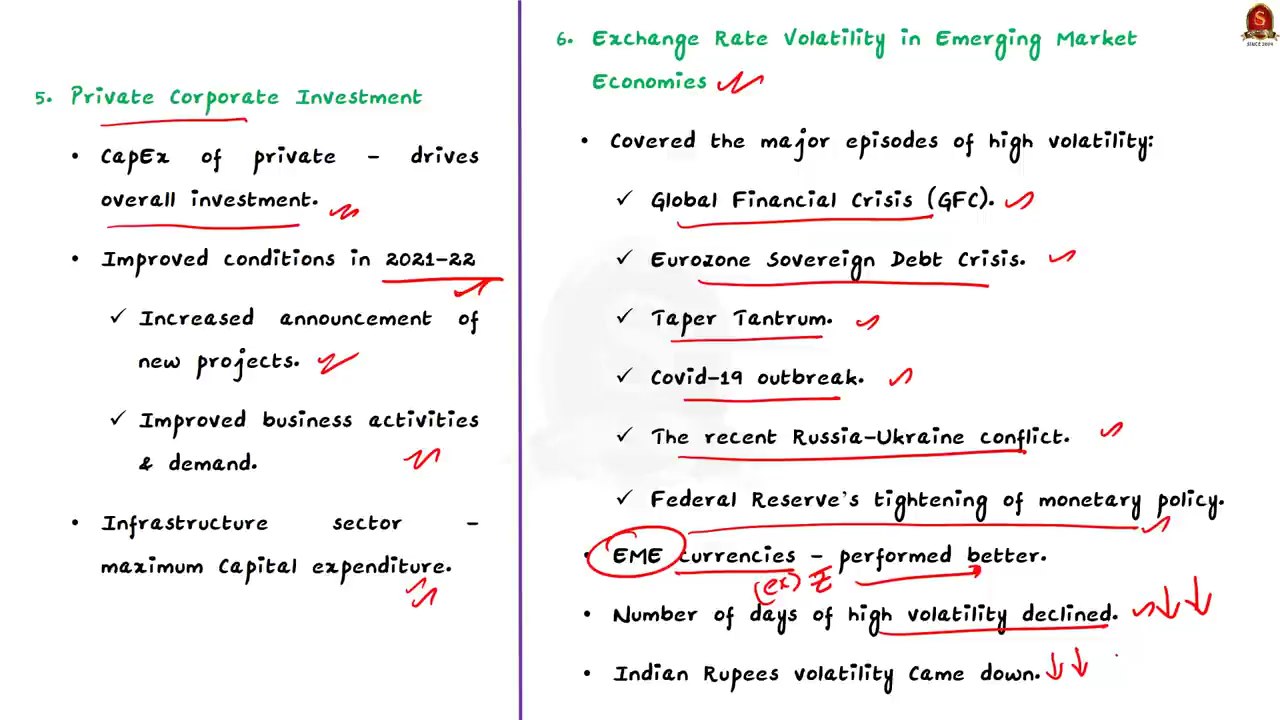 5. Private Corporate Investment
• CapEx of private – drives
overall investment.
• Improved conditions in 2021-22
✓ Increased announcement of
new projects.
✓ Improved business activities
& demand.
• Infrastructure sector –
maximum Capital expenditure.
6. Exchange Rate Volatility in Emerging Market
Economies
• Covered the major episodes of high volatility:
✓ Global Financial Crisis (GFC).
✓ Eurozone Sovereign Debt Crisis.
✓ Taper Tantrum.
✓ Covid-19 outbreak.
✓ The recent Russia-Ukraine conflict.
✓ Federal Reserve's tightening of monetary policy.
• EME currencies – performed better.
(ex) ₹
• Number of days of high volatility declined.
• Indian Rupees volatility Came down.
S
SINCE 2004